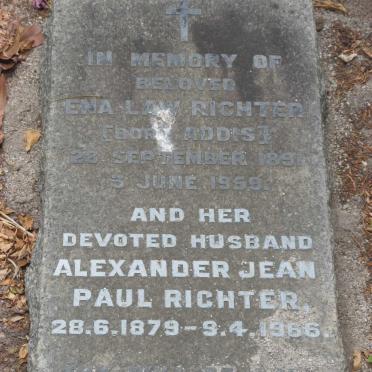 IN MEMORY OF
BELOVED
ENA LAW RICHTER
[BORN ADDIS]
SEPTEMBER
5 JUNE 1959.
AND HER
DEVOTED HUSBAND
ALEXANDER JEAN
PAUL RICHTER.
28.6.1879-9.4.1966.